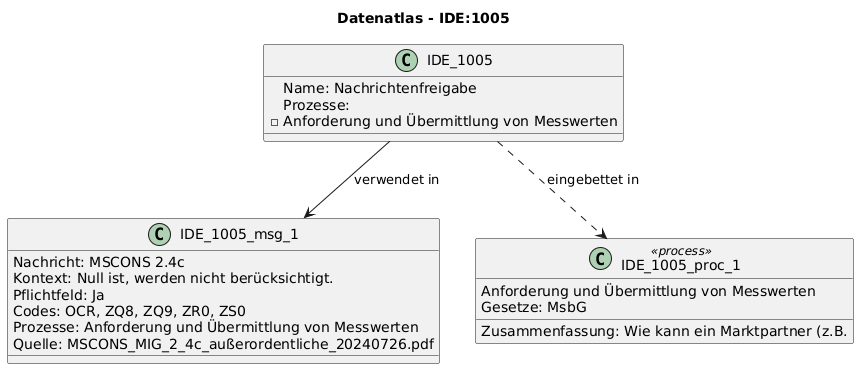 Datenatlas - IDE:1005
C IDE_1005
Name: Nachrichtenfreigabe
Prozesse:
Anforderung und Übermittlung von Messwerten
verwendet in
eingebettet in
C IDE_1005_msg_1
Nachricht: MSCONS 2.4c
Kontext: Null ist, werden nicht berücksichtigt.
Pflichtfeld: Ja
Codes: OCR, ZQ8, ZQ9, ZR0, ZS0
Prozesse: Anforderung und Übermittlung von Messwerten
Quelle: MSCONS_MIG_2_4c_außerordentliche_20240726.pdf
«process»
C IDE_1005_proc_1
Anforderung und Übermittlung von Messwerten
Gesetze: MsbG
Zusammenfassung: Wie kann ein Marktpartner (z.B.